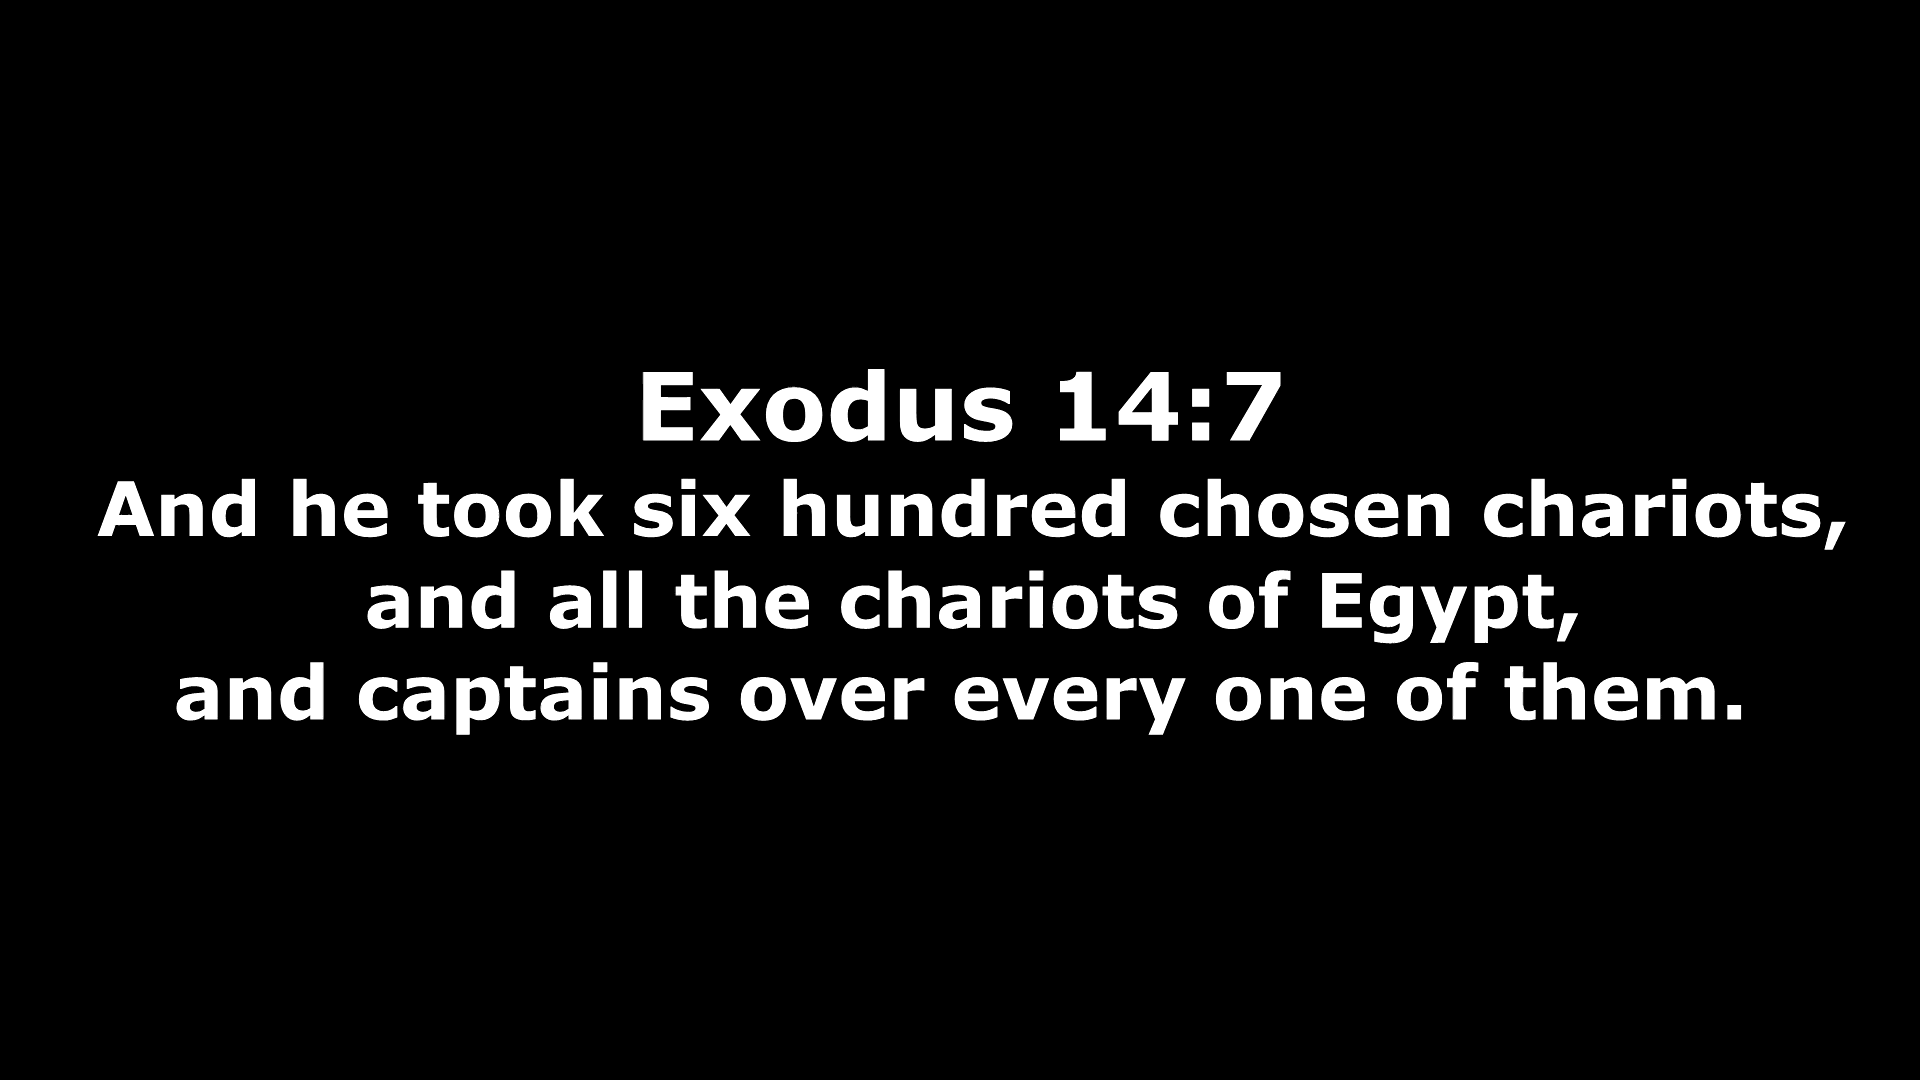 Exodus 14:7
And he took six hundred chosen chariots,
and all the chariots of Egypt,
and captains over every one of them.